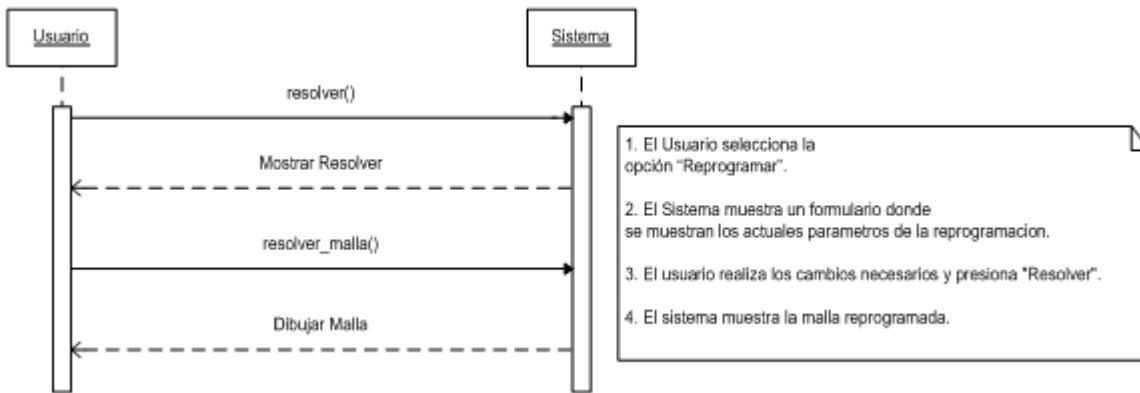 Usuario
Sistema
resolver()
Mostrar Resolver
resolver_malla()
Dibujar Malla
1. El Usuario selecciona la
opción "Reprogramar".
2. El Sistema muestra un formulario donde
se muestran los actuales parametros de la reprogramacion.
3. El usuario realiza los cambios necesarios y presiona "Resolver".
4. El sistema muestra la malla reprogramada.